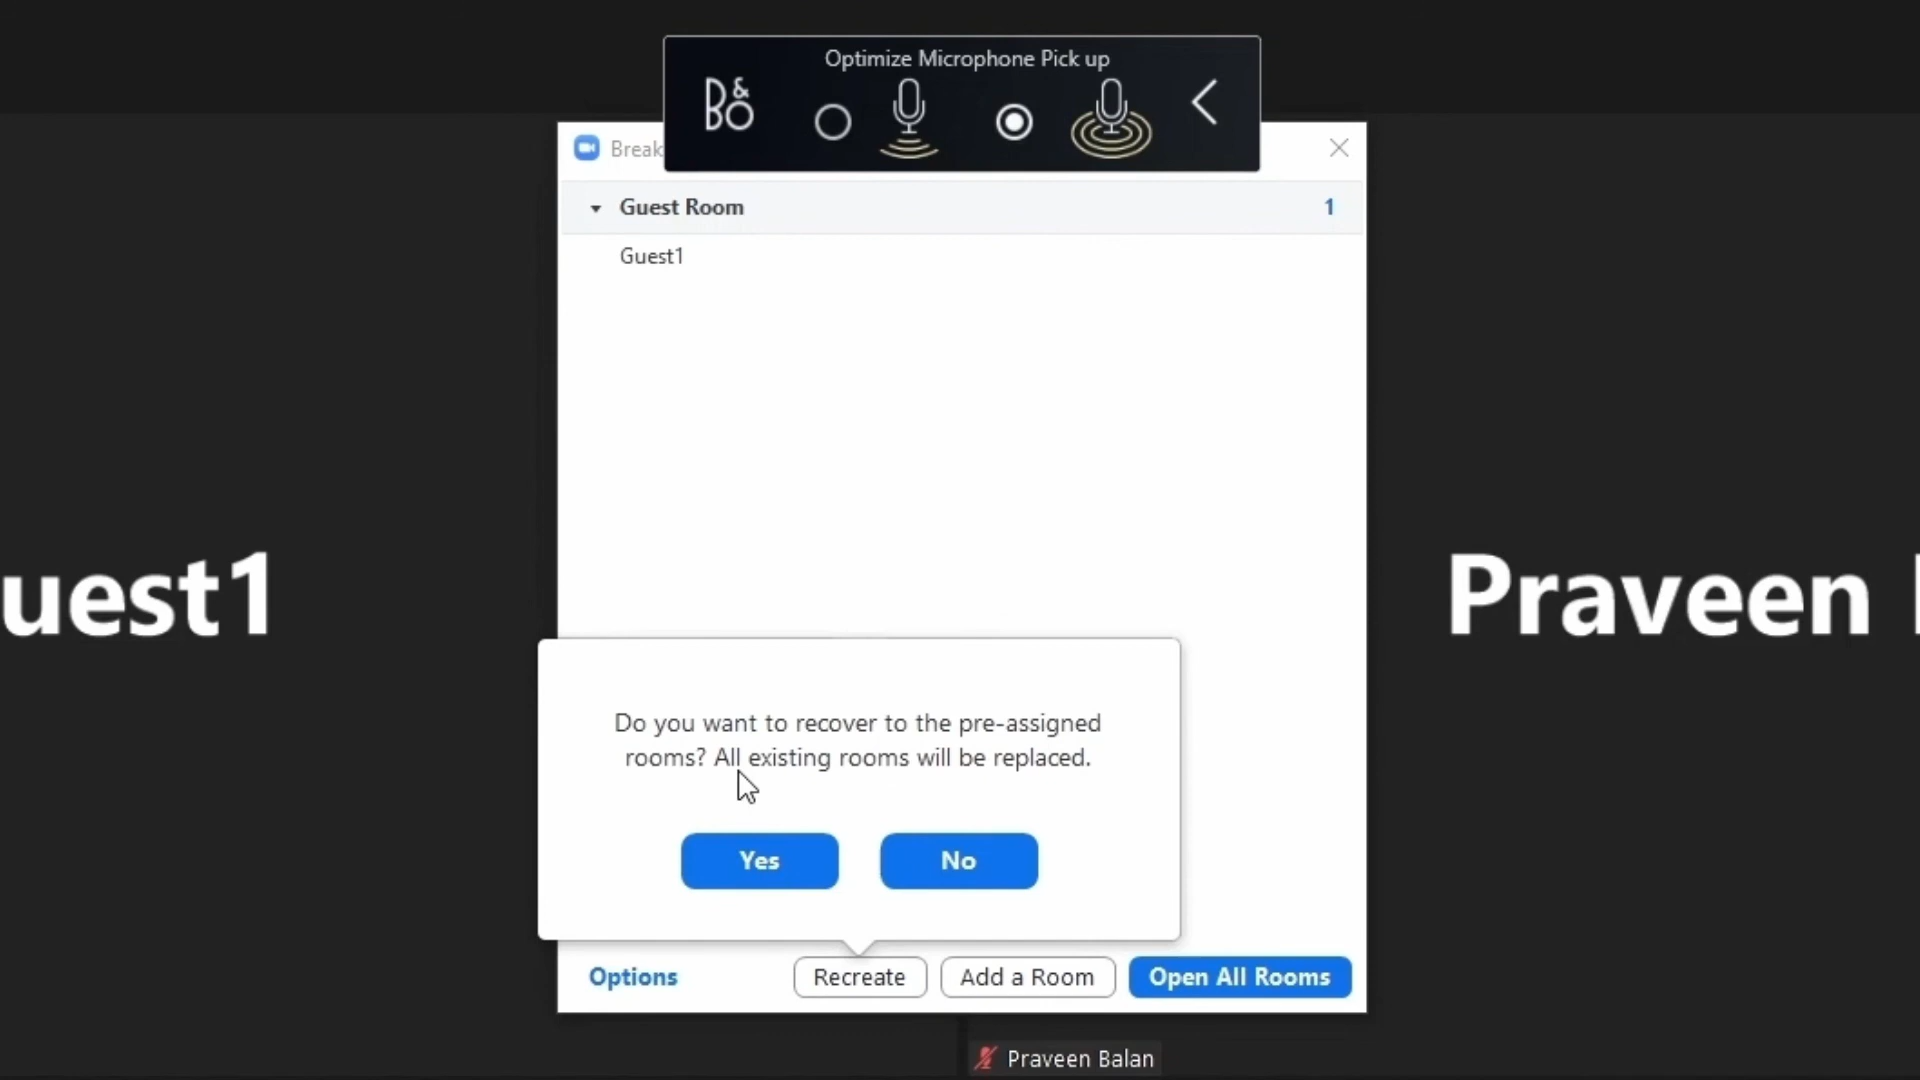 Optimize Microphone Pick up
B&O
Break
Guest Room 1
Guest1
uest1
Praveen
Do you want to recover to the pre-assigned
rooms? All existing rooms will be replaced.
Yes No
Options Recreate Add a Room Open All Rooms
Praveen Balan